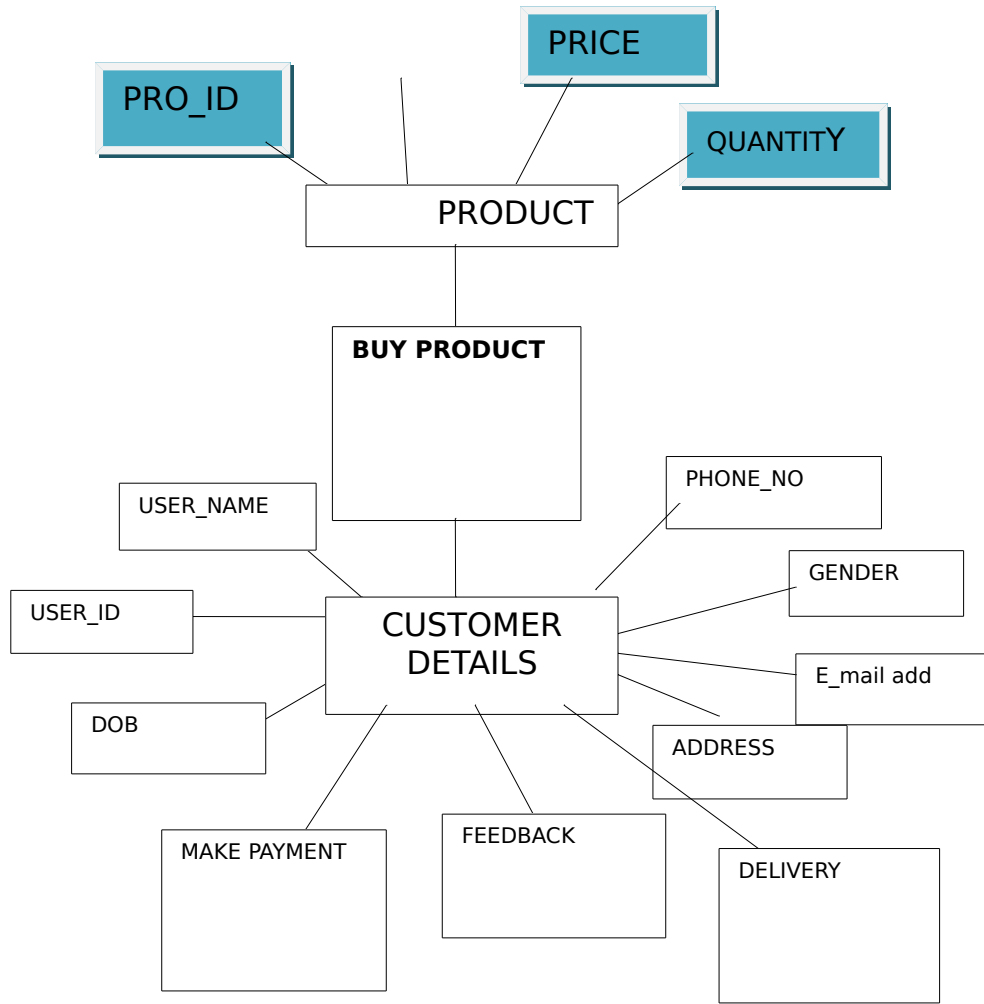 PRICE
PRO_ID
QUANTITY
PRODUCT
BUY PRODUCT
PHONE_NO
USER_NAME
GENDER
USER_ID
CUSTOMER
DETAILS
E_mail add
DOB
ADDRESS
FEEDBACK
MAKE PAYMENT
DELIVERY